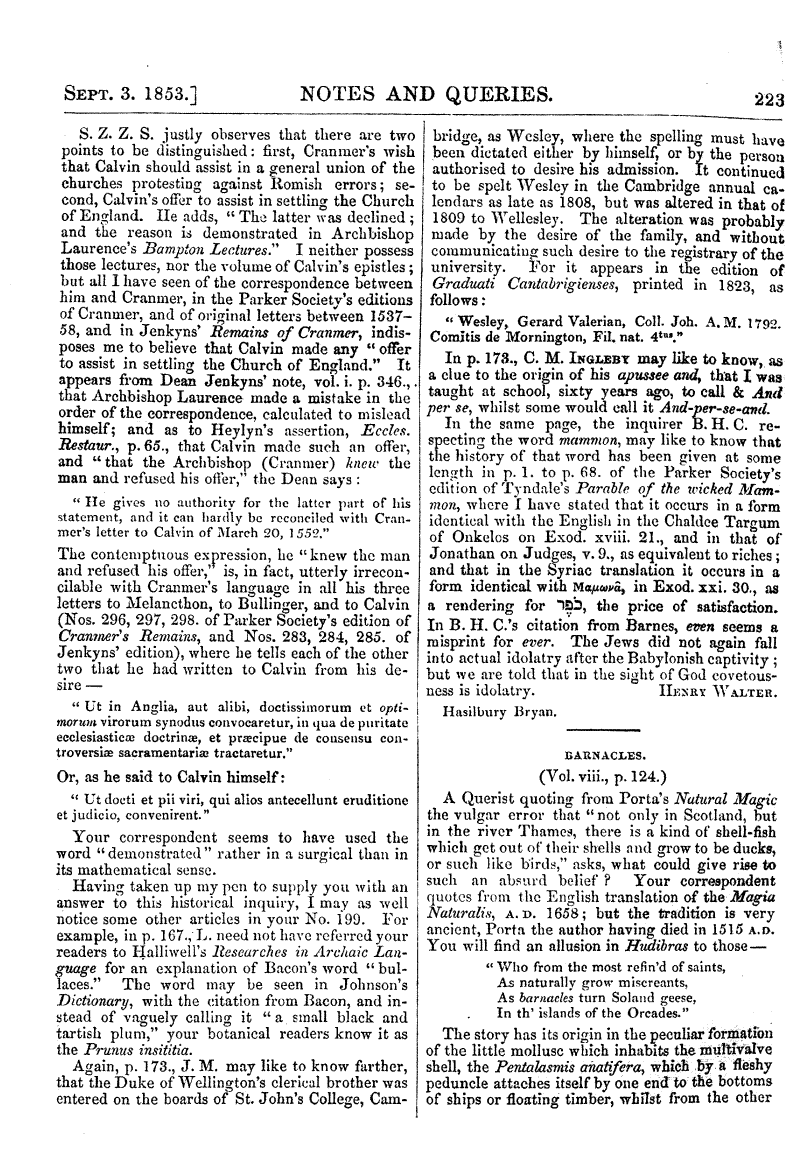 SEPT. 3. 1853.] NOTES AND QUERIES. 223
S. Z. Z. S. justly observes that there are two
points to be distinguished: first, Cranmer's wish
that Calvin should assist in a general union of the
churches protesting against Romish errors; se-
cond, Calvin's offer to assist in settling the Church
of England. He adds, "The latter was declined;
and the reason is demonstrated in Archbishop
Laurence's Bampton Lectures." I neither possess
those lectures, nor the volume of Calvin's epistles;
but all I have seen of the correspondence between
him and Cranmer, in the Parker Society's editions
of Cranmer, and of original letters between 1537-
58, and in Jenkyns' Remains of Cranmer, indis-
poses me to believe that Calvin made any "offer
to assist in settling the Church of England." It
appears from Dean Jenkyns' note, vol. i. p. 346.,
that Archbishop Laurence made a mistake in the
order of the correspondence, calculated to mislead
himself; and as to Heylyn's assertion, Eccles.
Restaur., p. 65., that Calvin made such an offer,
and "that the Archbishop (Cranmer) knew the
man and refused his offer," the Dean says:
"He gives no authority for the latter part of his
statement, and it can hardly be reconciled with Cran-
mer's letter to Calvin of March 20, 1552."
The contemptuous expression, he "knew the man
and refused his offer," is, in fact, utterly irrecon-
cilable with Cranmer's language in all his three
letters to Melancthon, to Bullinger, and to Calvin
(Nos. 296, 297, 298. of Parker Society's edition of
Cranmer's Remains, and Nos. 283, 284, 285. of
Jenkyns' edition), where he tells each of the other
two that he had written to Calvin from his de-
sire —
"Ut in Anglia, aut alibi, doctissimorum et opti-
morum virorum synodus convocaretur, in qua de puritate
ecclesiasticæ doctrinæ, et præcipue de consensu con-
troversiæ sacramentariæ tractaretur."
Or, as he said to Calvin himself:
"Ut docti et pii viri, qui alios antecellunt eruditione
et judicio, convenirent."
Your correspondent seems to have used the
word "demonstrated" rather in a surgical than in
its mathematical sense.
Having taken up my pen to supply you with an
answer to this historical inquiry, I may as well
notice some other articles in your No. 199. For
example, in p. 167., L. need not have referred your
readers to Halliwell's Researches in Archaic Lan-
guage for an explanation of Bacon's word "bul-
laces." The word may be seen in Johnson's
Dictionary, with the citation from Bacon, and in-
stead of vaguely calling it "a small black and
tartish plum," your botanical readers know it as
the Prunus insititia.
Again, p. 173., J. M. may like to know farther,
that the Duke of Wellington's clerical brother was
entered on the boards of St. John's College, Cam-
bridge, as Wesley, where the spelling must have
been dictated either by himself, or by the person
authorised to desire his admission. It continued
to be spelt Wesley in the Cambridge annual ca-
lendars as late as 1808, but was altered in that of
1809 to Wellesley. The alteration was probably
made by the desire of the family, and without
communicating such desire to the registrary of the
university. For it appears in the edition of
Graduati Cantabrigienses, printed in 1823, as
follows:
"Wesley, Gerard Valerian, Coll. Joh. A. M. 1792.
Comitis de Mornington, Fil. nat. 4tus."
In p. 173., C. M. INGLEBY may like to know, as
a clue to the origin of his apussee and, that I was
taught at school, sixty years ago, to call & And
per se, whilst some would call it And-per-se-and.
In the same page, the inquirer B. H. C. re-
specting the word mammon, may like to know that
the history of that word has been given at some
length in p. 1. to p. 68. of the Parker Society's
edition of Tyndale's Parable of the wicked Mam-
mon, where I have stated that it occurs in a form
identical with the English in the Chaldee Targum
of Onkelos on Exod. xviii. 21., and in that of
Jonathan on Judges, v. 9., as equivalent to riches;
and that in the Syriac translation it occurs in a
form identical with Μαμωνᾶ, in Exod. xxi. 30., as
a rendering for כֹּפֶר, the price of satisfaction.
In B. H. C.'s citation from Barnes, even seems a
misprint for ever. The Jews did not again fall
into actual idolatry after the Babylonish captivity;
but we are told that in the sight of God covetous-
ness is idolatry. HENRY WALTER.
Hasilbury Bryan.
BARNACLES.
(Vol. viii., p. 124.)
A Querist quoting from Porta's Natural Magic
the vulgar error that "not only in Scotland, but
in the river Thames, there is a kind of shell-fish
which get out of their shells and grow to be ducks,
or such like birds," asks, what could give rise to
such an absurd belief? Your correspondent
quotes from the English translation of the Magia
Naturalis, A.D. 1658; but the tradition is very
ancient, Porta the author having died in 1515 A.D.
You will find an allusion in Hudibras to those —
"Who from the most refin'd of saints,
As naturally grow miscreants,
As barnacles turn Soland geese,
In th' islands of the Orcades."
The story has its origin in the peculiar formation
of the little mollusc which inhabits the multivalve
shell, the Pentalasmis anatifera, which by a fleshy
peduncle attaches itself by one end to the bottoms
of ships or floating timber, whilst from the other